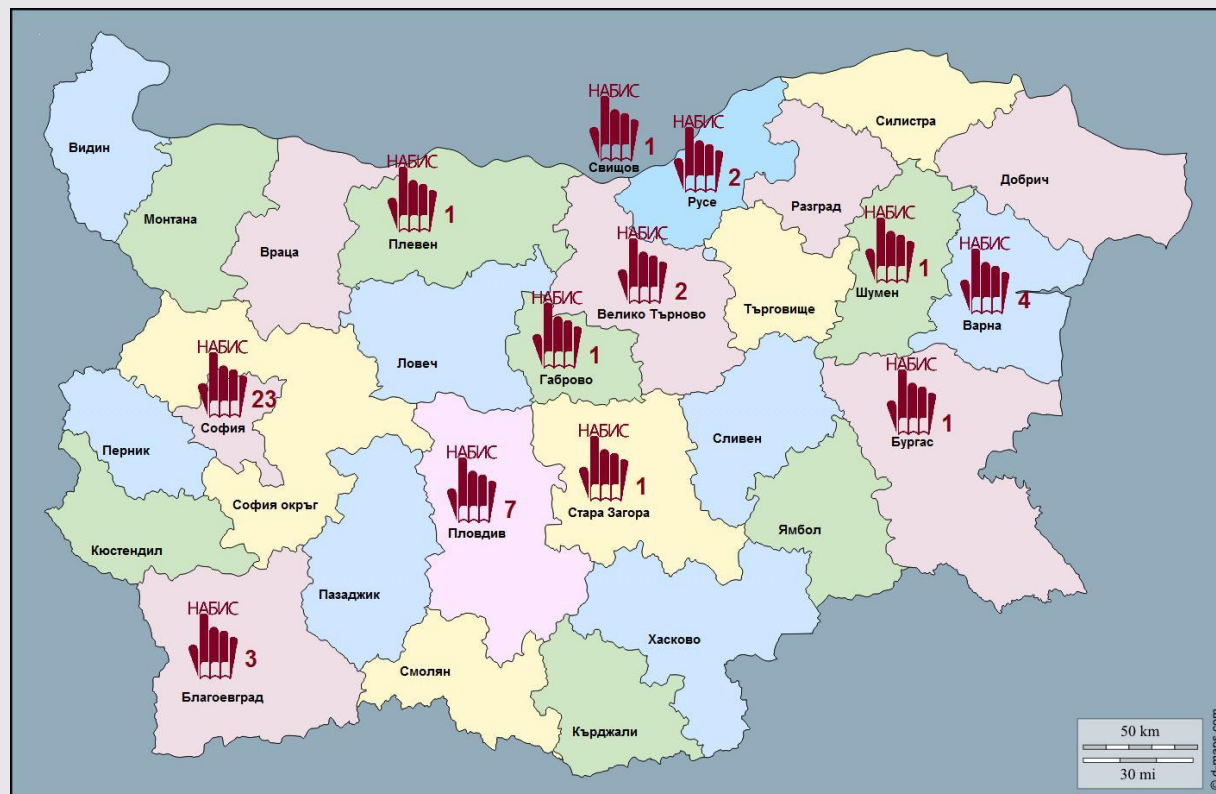 НАБИС
1
Свищов
НАБИС
2
Русе
Силистра
Видин
НАБИС
1
Плевен
Добрич
Монтана
Разград
Враца
НАБИС
1
Шумен
НАБИС
4
Варна
НАБИС
2
Велико Търново
Търговище
НАБИС
1
Габрово
Ловеч
НАБИС
23
София
НАБИС
1
Бургас
Перник
Сливен
НАБИС
7
Пловдив
НАБИС
1
Стара Загора
София окръг
Ямбол
Кюстендил
Пазаджик
НАБИС
3
Благоевград
Хасково
Смолян
Кърджали
50 km
30 mi
© d-maps.com